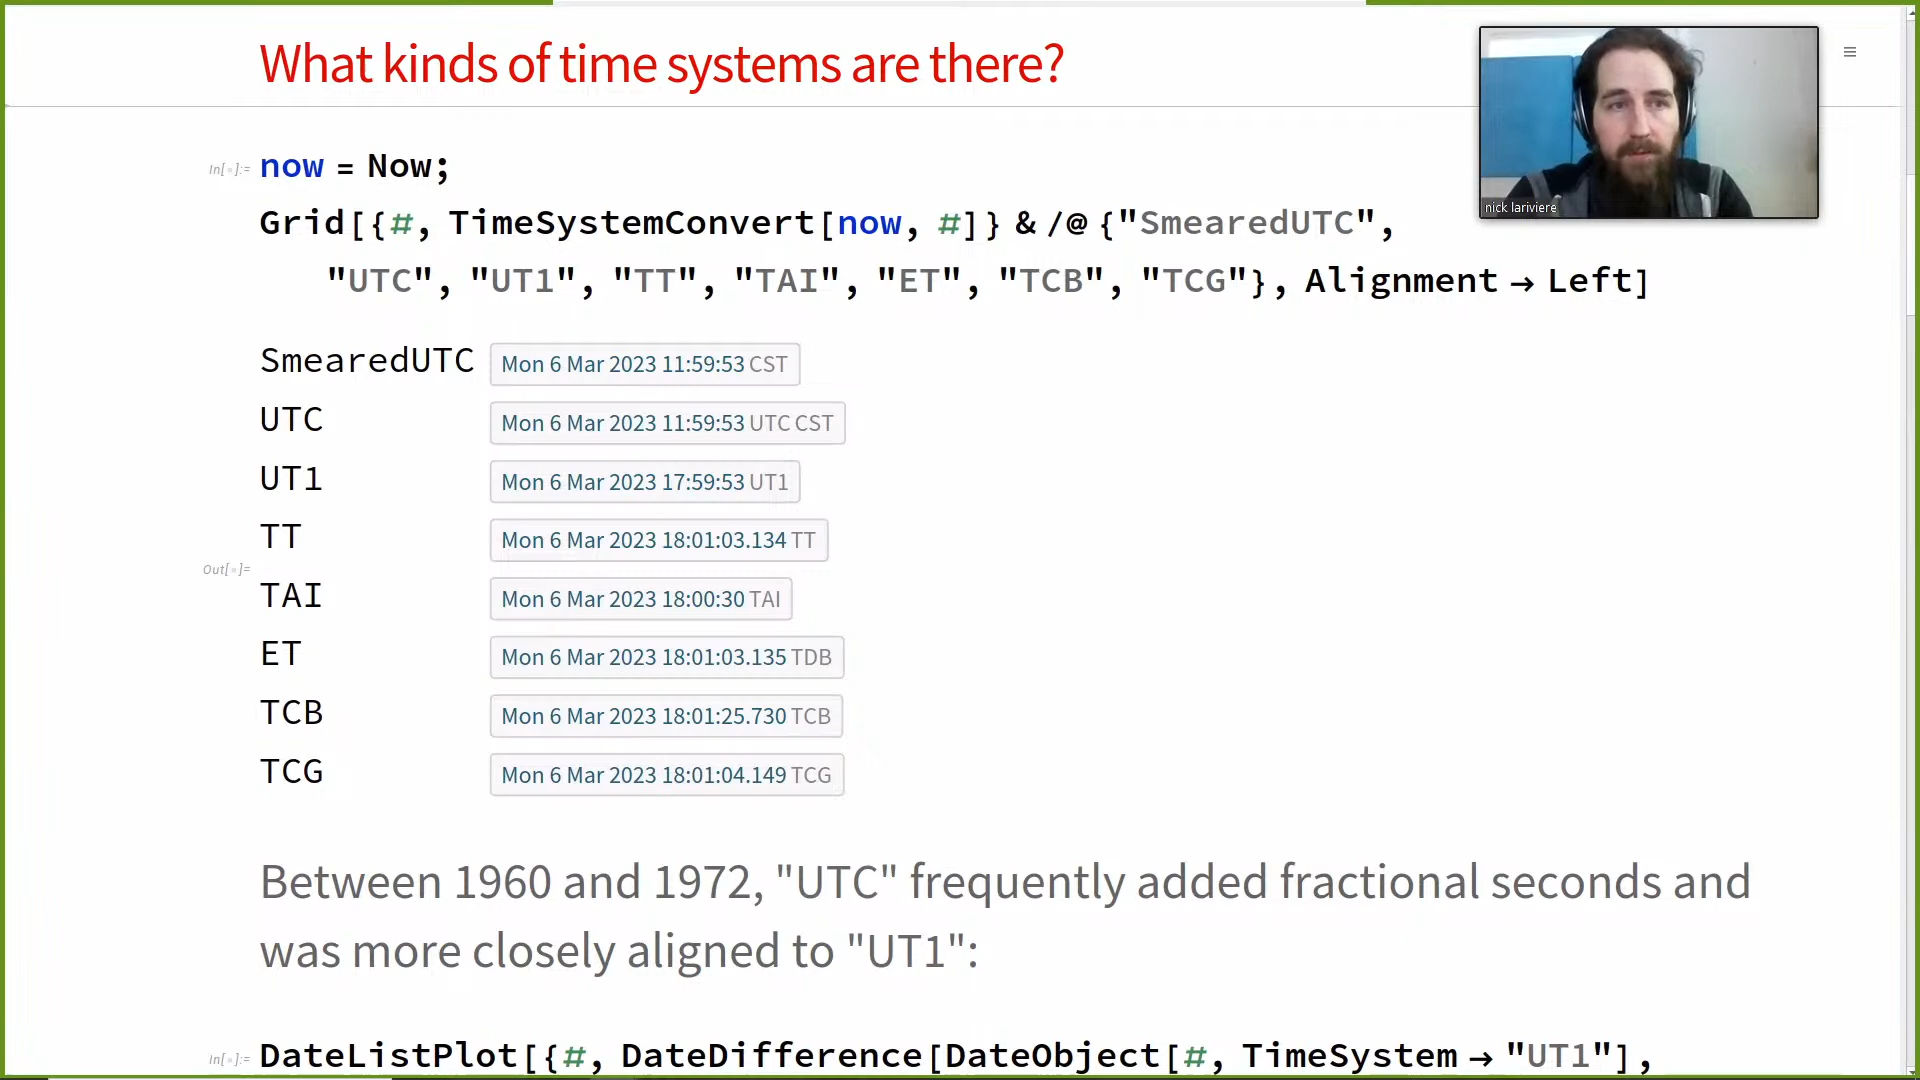 What kinds of time systems are there?
nick lariviere
In[◦]:= now = Now;
Grid[{#, TimeSystemConvert[now, #]} & /@ {"SmearedUTC",
"UTC", "UT1", "TT", "TAI", "ET", "TCB", "TCG"}, Alignment → Left]
SmearedUTC Mon 6 Mar 2023 11:59:53 CST
UTC Mon 6 Mar 2023 11:59:53 UTC CST
UT1 Mon 6 Mar 2023 17:59:53 UT1
TT Mon 6 Mar 2023 18:01:03.134 TT
Out[◦]=
TAI Mon 6 Mar 2023 18:00:30 TAI
ET Mon 6 Mar 2023 18:01:03.135 TDB
TCB Mon 6 Mar 2023 18:01:25.730 TCB
TCG Mon 6 Mar 2023 18:01:04.149 TCG
Between 1960 and 1972, "UTC" frequently added fractional seconds and
was more closely aligned to "UT1":
In[◦]:= DateListPlot[{#, DateDifference[DateObject[#, TimeSystem → "UT1"],